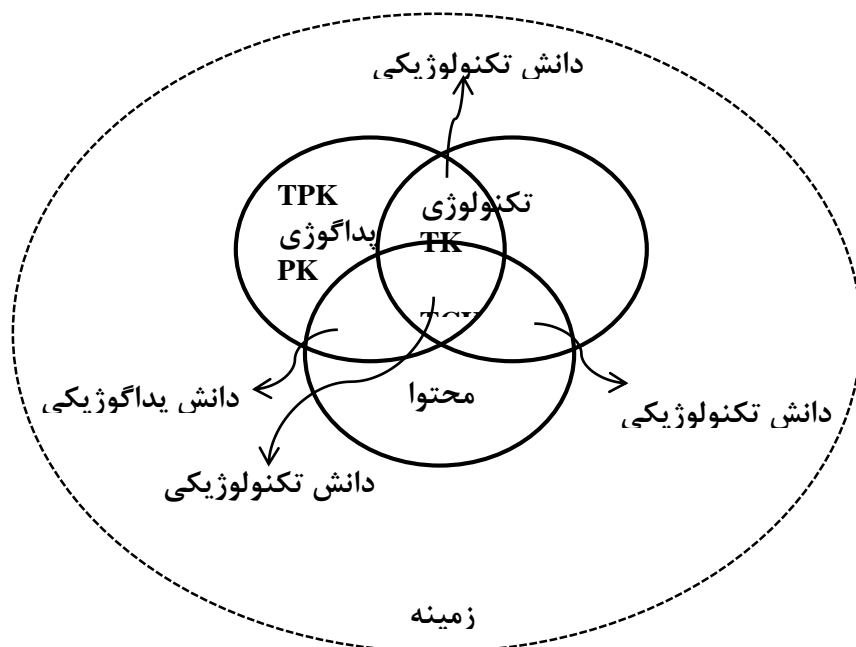 دانش تکنولوژیکی
TPK
پداگوژی
PK
تکنولوژی
TK
محتوا
دانش پداگوژیکی
دانش تکنولوژیکی
دانش تکنولوژیکی
زمینه